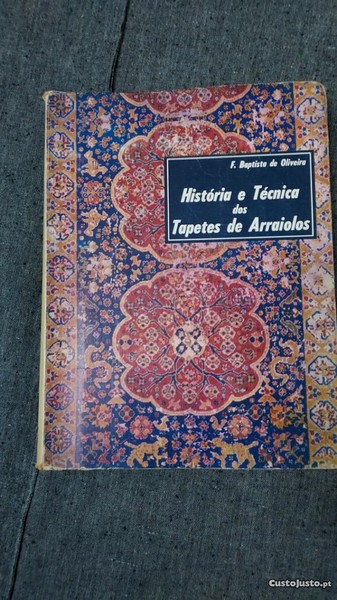 F. Baptista de Oliveira
História e Técnica
dos
Tapetes de Arraiolos
CustoJusto.pt